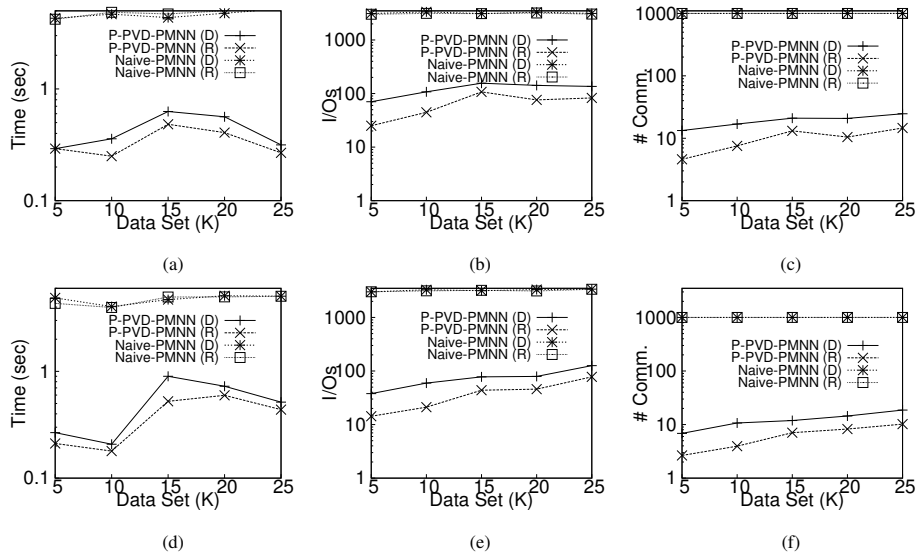 Time (sec)
1
0.1
P-PVD-PMNN (D)
P-PVD-PMNN (R)
Naive-PMNN (D)
Naive-PMNN (R)
5 10 15 20 25
Data Set (K)
(a)
I/Os
1000
100
10
1
P-PVD-PMNN (D)
P-PVD-PMNN (R)
Naive-PMNN (D)
Naive-PMNN (R)
5 10 15 20 25
Data Set (K)
(b)
# Comm.
1000
100
10
1
P-PVD-PMNN (D)
P-PVD-PMNN (R)
Naive-PMNN (D)
Naive-PMNN (R)
5 10 15 20 25
Data Set (K)
(c)
Time (sec)
1
0.1
P-PVD-PMNN (D)
P-PVD-PMNN (R)
Naive-PMNN (D)
Naive-PMNN (R)
5 10 15 20 25
Data Set (K)
(d)
I/Os
1000
100
10
1
P-PVD-PMNN (D)
P-PVD-PMNN (R)
Naive-PMNN (D)
Naive-PMNN (R)
5 10 15 20 25
Data Set (K)
(e)
# Comm.
1000
100
10
1
P-PVD-PMNN (D)
P-PVD-PMNN (R)
Naive-PMNN (D)
Naive-PMNN (R)
5 10 15 20 25
Data Set (K)
(f)